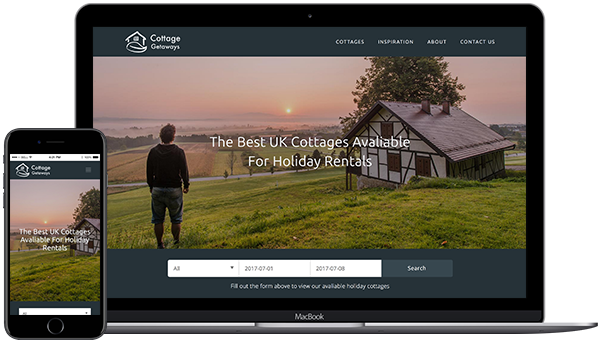 Cottage
Getaways
COTTAGES INSPIRATION ABOUT CONTACT US
The Best UK Cottages Avaliable
For Holiday Rentals
All 2017-07-01 2017-07-08 Search
Fill out the form above to view our avaliable holiday cottages
MacBook
4:21 PM
Cottage
Getaways
The Best UK Cottages
Avaliable For Holiday
Rentals
All